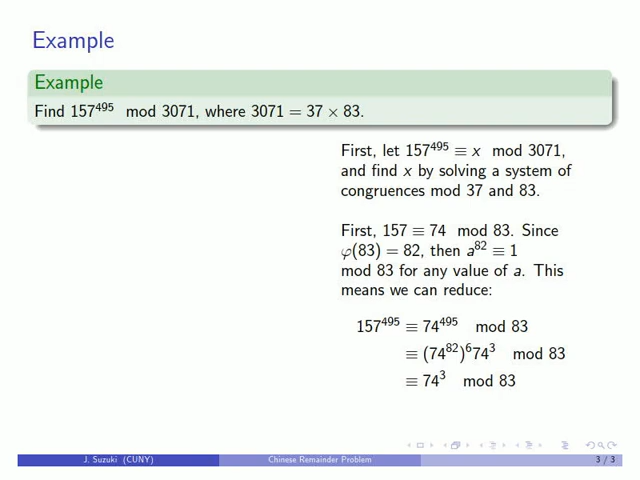 Example
Example
Find 157⁴⁹⁵ mod 3071, where 3071 = 37 × 83.
First, let 157⁴⁹⁵ ≡ x mod 3071,
and find x by solving a system of
congruences mod 37 and 83.
First, 157 ≡ 74 mod 83. Since
φ(83) = 82, then a⁸² ≡ 1
mod 83 for any value of a. This
means we can reduce:
157⁴⁹⁵ ≡ 74⁴⁹⁵ mod 83
≡ (74⁸²)⁶74³ mod 83
≡ 74³ mod 83
J. Suzuki (CUNY) Chinese Remainder Problem 3 / 3